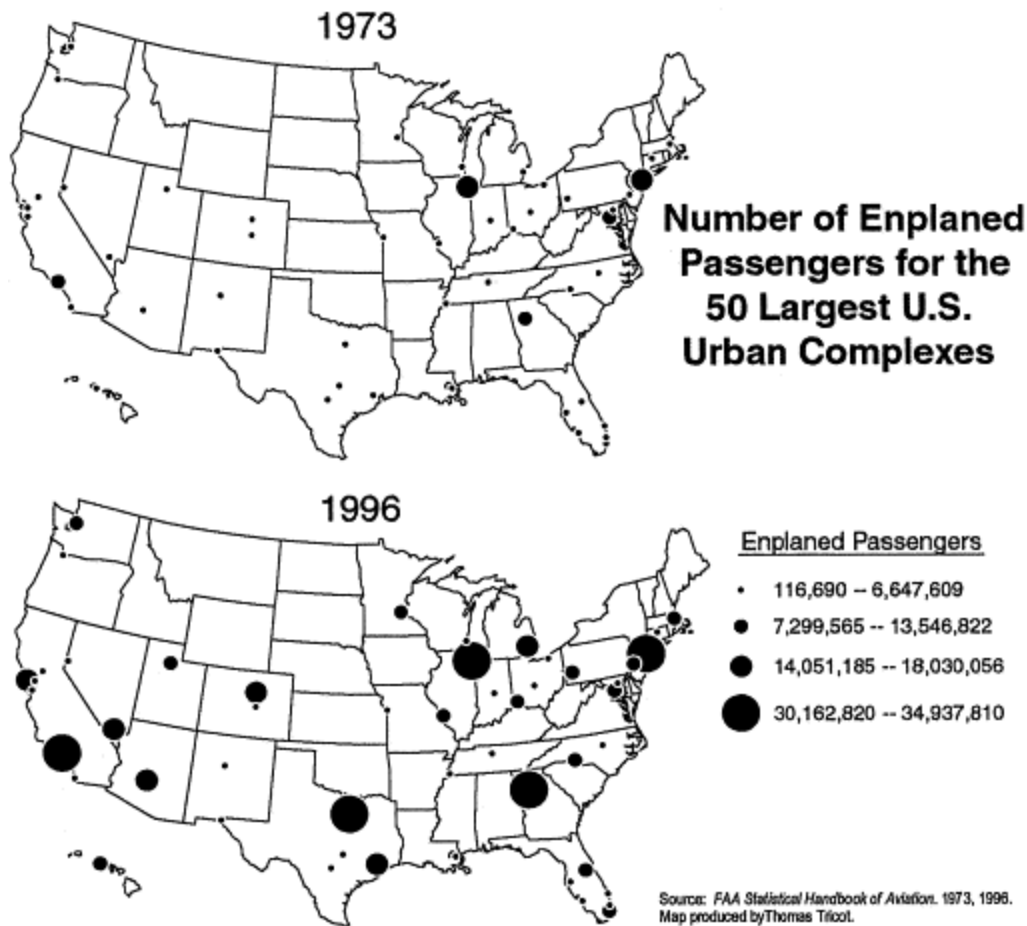 1973
Number of Enplaned
Passengers for the
50 Largest U.S.
Urban Complexes
1996
Enplaned Passengers
116,690 -- 6,647,609
7,299,565 -- 13,546,822
14,051,185 -- 18,030,056
30,162,820 -- 34,937,810
Source: FAA Statistical Handbook of Aviation. 1973, 1996.
Map produced byThomas Tricot.